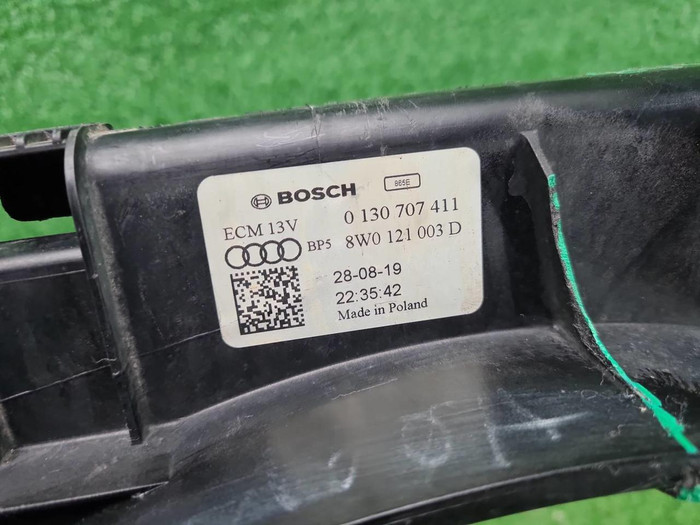 BOSCH 865E
ECM 13V 0 130 707 411
BP5 8W0 121 003 D
28-08-19
22:35:42
Made in Poland